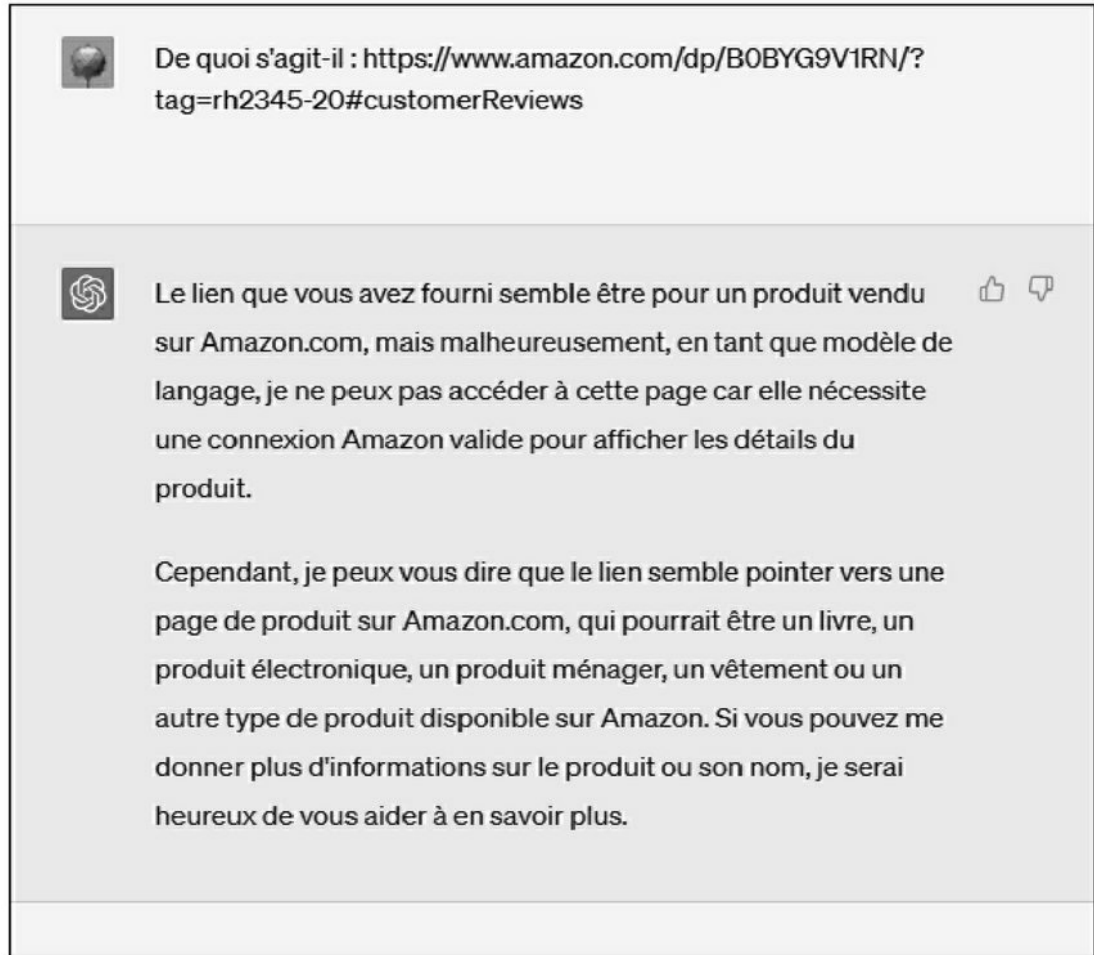 De quoi s'agit-il : https://www.amazon.com/dp/B0BYG9V1RN/?
tag=rh2345-20#customerReviews
Le lien que vous avez fourni semble être pour un produit vendu
sur Amazon.com, mais malheureusement, en tant que modèle de
langage, je ne peux pas accéder à cette page car elle nécessite
une connexion Amazon valide pour afficher les détails du
produit.
Cependant, je peux vous dire que le lien semble pointer vers une
page de produit sur Amazon.com, qui pourrait être un livre, un
produit électronique, un produit ménager, un vêtement ou un
autre type de produit disponible sur Amazon. Si vous pouvez me
donner plus d'informations sur le produit ou son nom, je serai
heureux de vous aider à en savoir plus.